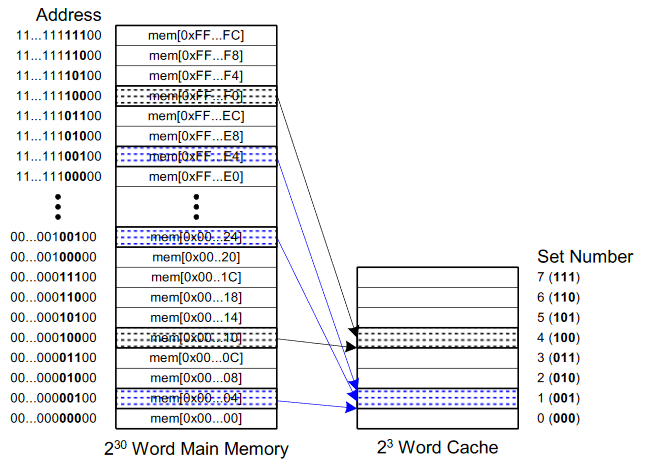 Address
11...11111100 mem[0xFF...FC]
11...11111000 mem[0xFF...F8]
11...11110100 mem[0xFF...F4]
11...11110000 mem[0xFF...F0]
11...11101100 mem[0xFF...EC]
11...11101000 mem[0xFF...E8]
11...11100100 mem[0xFF...E4]
11...11100000 mem[0xFF...E0]
00...00100100 mem[0x00...24]
00...00100000 mem[0x00..20]
00...00011100 mem[0x00..1C]
00...00011000 mem[0x00...18]
00...00010100 mem[0x00...14]
00...00010000 mem[0x00...10]
00...00001100 mem[0x00...0C]
00...00001000 mem[0x00...08]
00...00000100 mem[0x00...04]
00...00000000 mem[0x00...00]
2³⁰ Word Main Memory
Set Number
7 (111)
6 (110)
5 (101)
4 (100)
3 (011)
2 (010)
1 (001)
0 (000)
2³ Word Cache